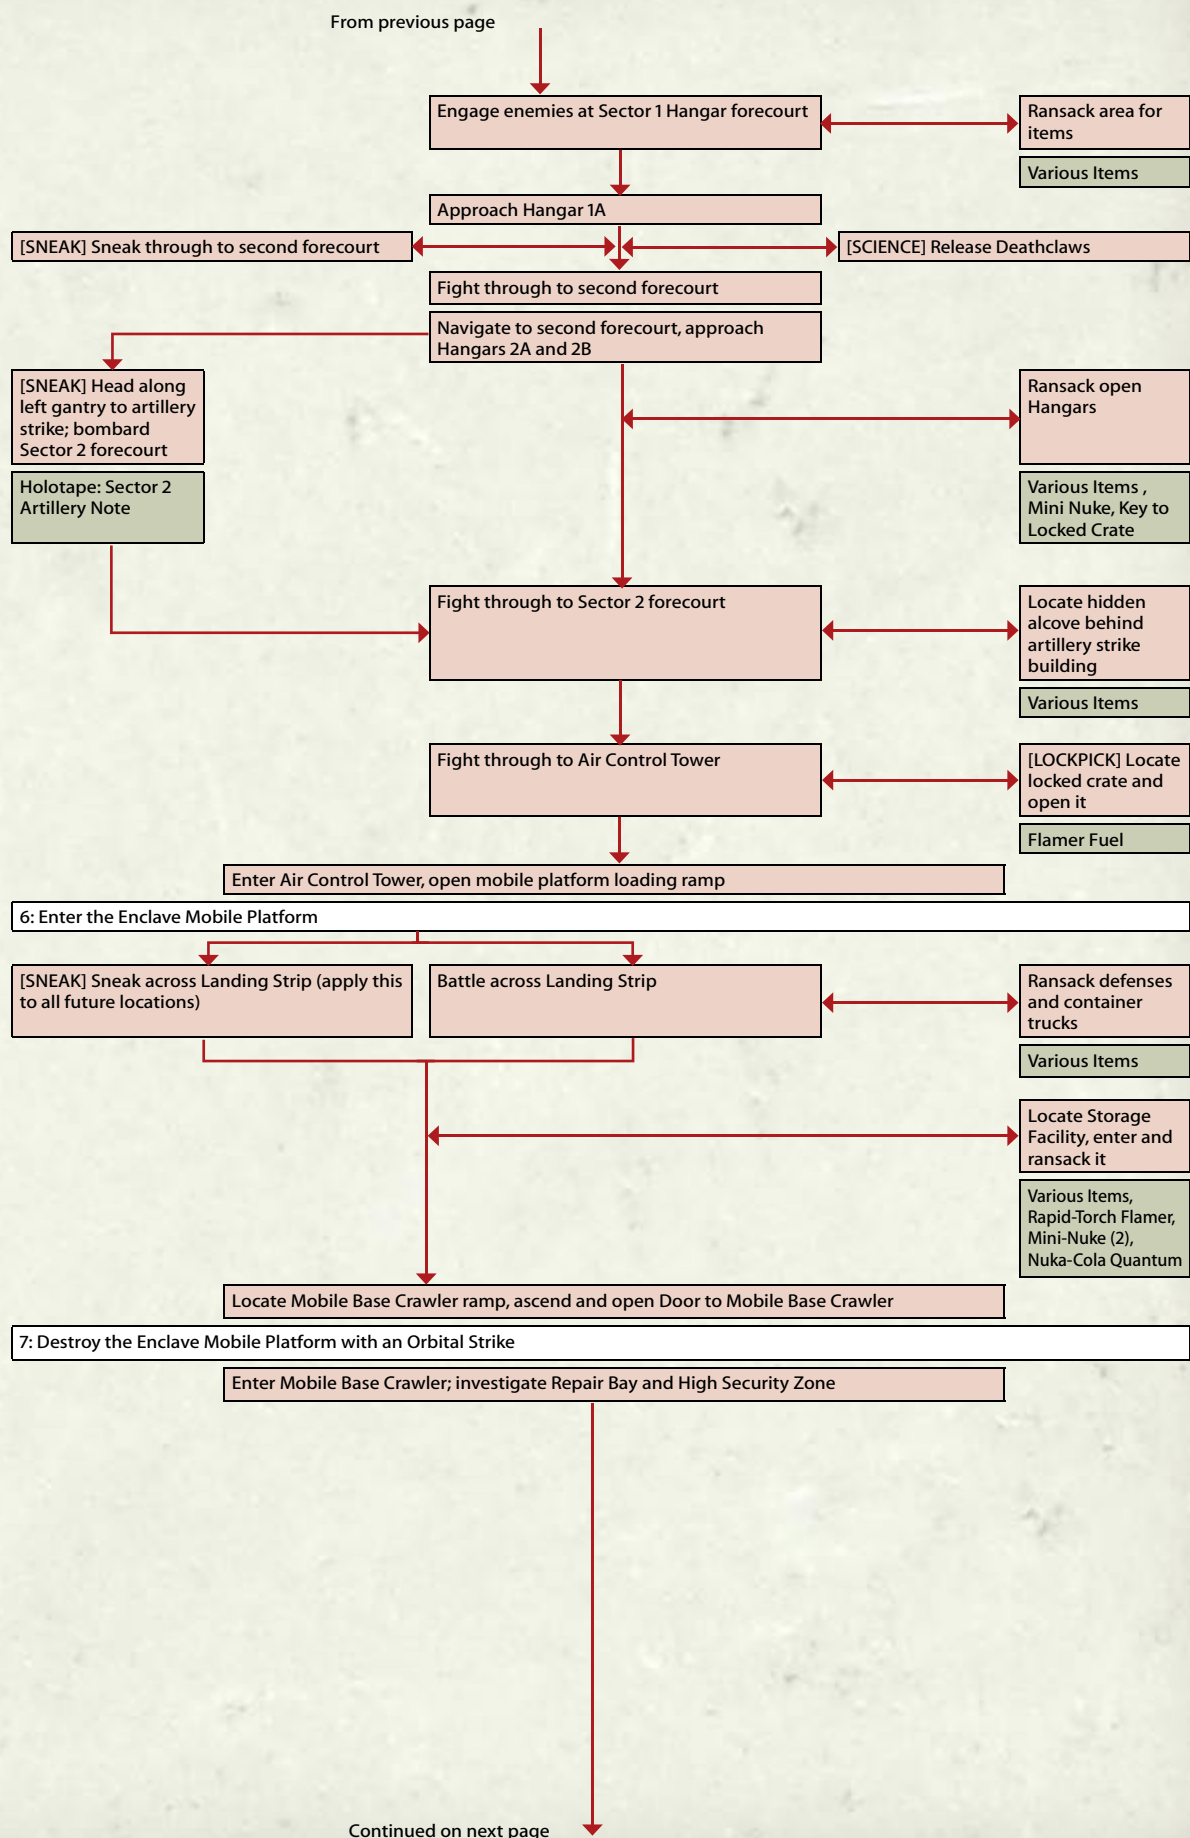 From previous page
Engage enemies at Sector 1 Hangar forecourt
Ransack area for
items
Various Items
Approach Hangar 1A
[SNEAK] Sneak through to second forecourt
[SCIENCE] Release Deathclaws
Fight through to second forecourt
Navigate to second forecourt, approach
Hangars 2A and 2B
[SNEAK] Head along
left gantry to artillery
strike; bombard
Sector 2 forecourt
Ransack open
Hangars
Holotape: Sector 2
Artillery Note
Various Items ,
Mini Nuke, Key to
Locked Crate
Fight through to Sector 2 forecourt
Locate hidden
alcove behind
artillery strike
building
Various Items
Fight through to Air Control Tower
[LOCKPICK] Locate
locked crate and
open it
Flamer Fuel
Enter Air Control Tower, open mobile platform loading ramp
6: Enter the Enclave Mobile Platform
[SNEAK] Sneak across Landing Strip (apply this
to all future locations)
Battle across Landing Strip
Ransack defenses
and container
trucks
Various Items
Locate Storage
Facility, enter and
ransack it
Various Items,
Rapid-Torch Flamer,
Mini-Nuke (2),
Nuka-Cola Quantum
Locate Mobile Base Crawler ramp, ascend and open Door to Mobile Base Crawler
7: Destroy the Enclave Mobile Platform with an Orbital Strike
Enter Mobile Base Crawler; investigate Repair Bay and High Security Zone
Continued on next page